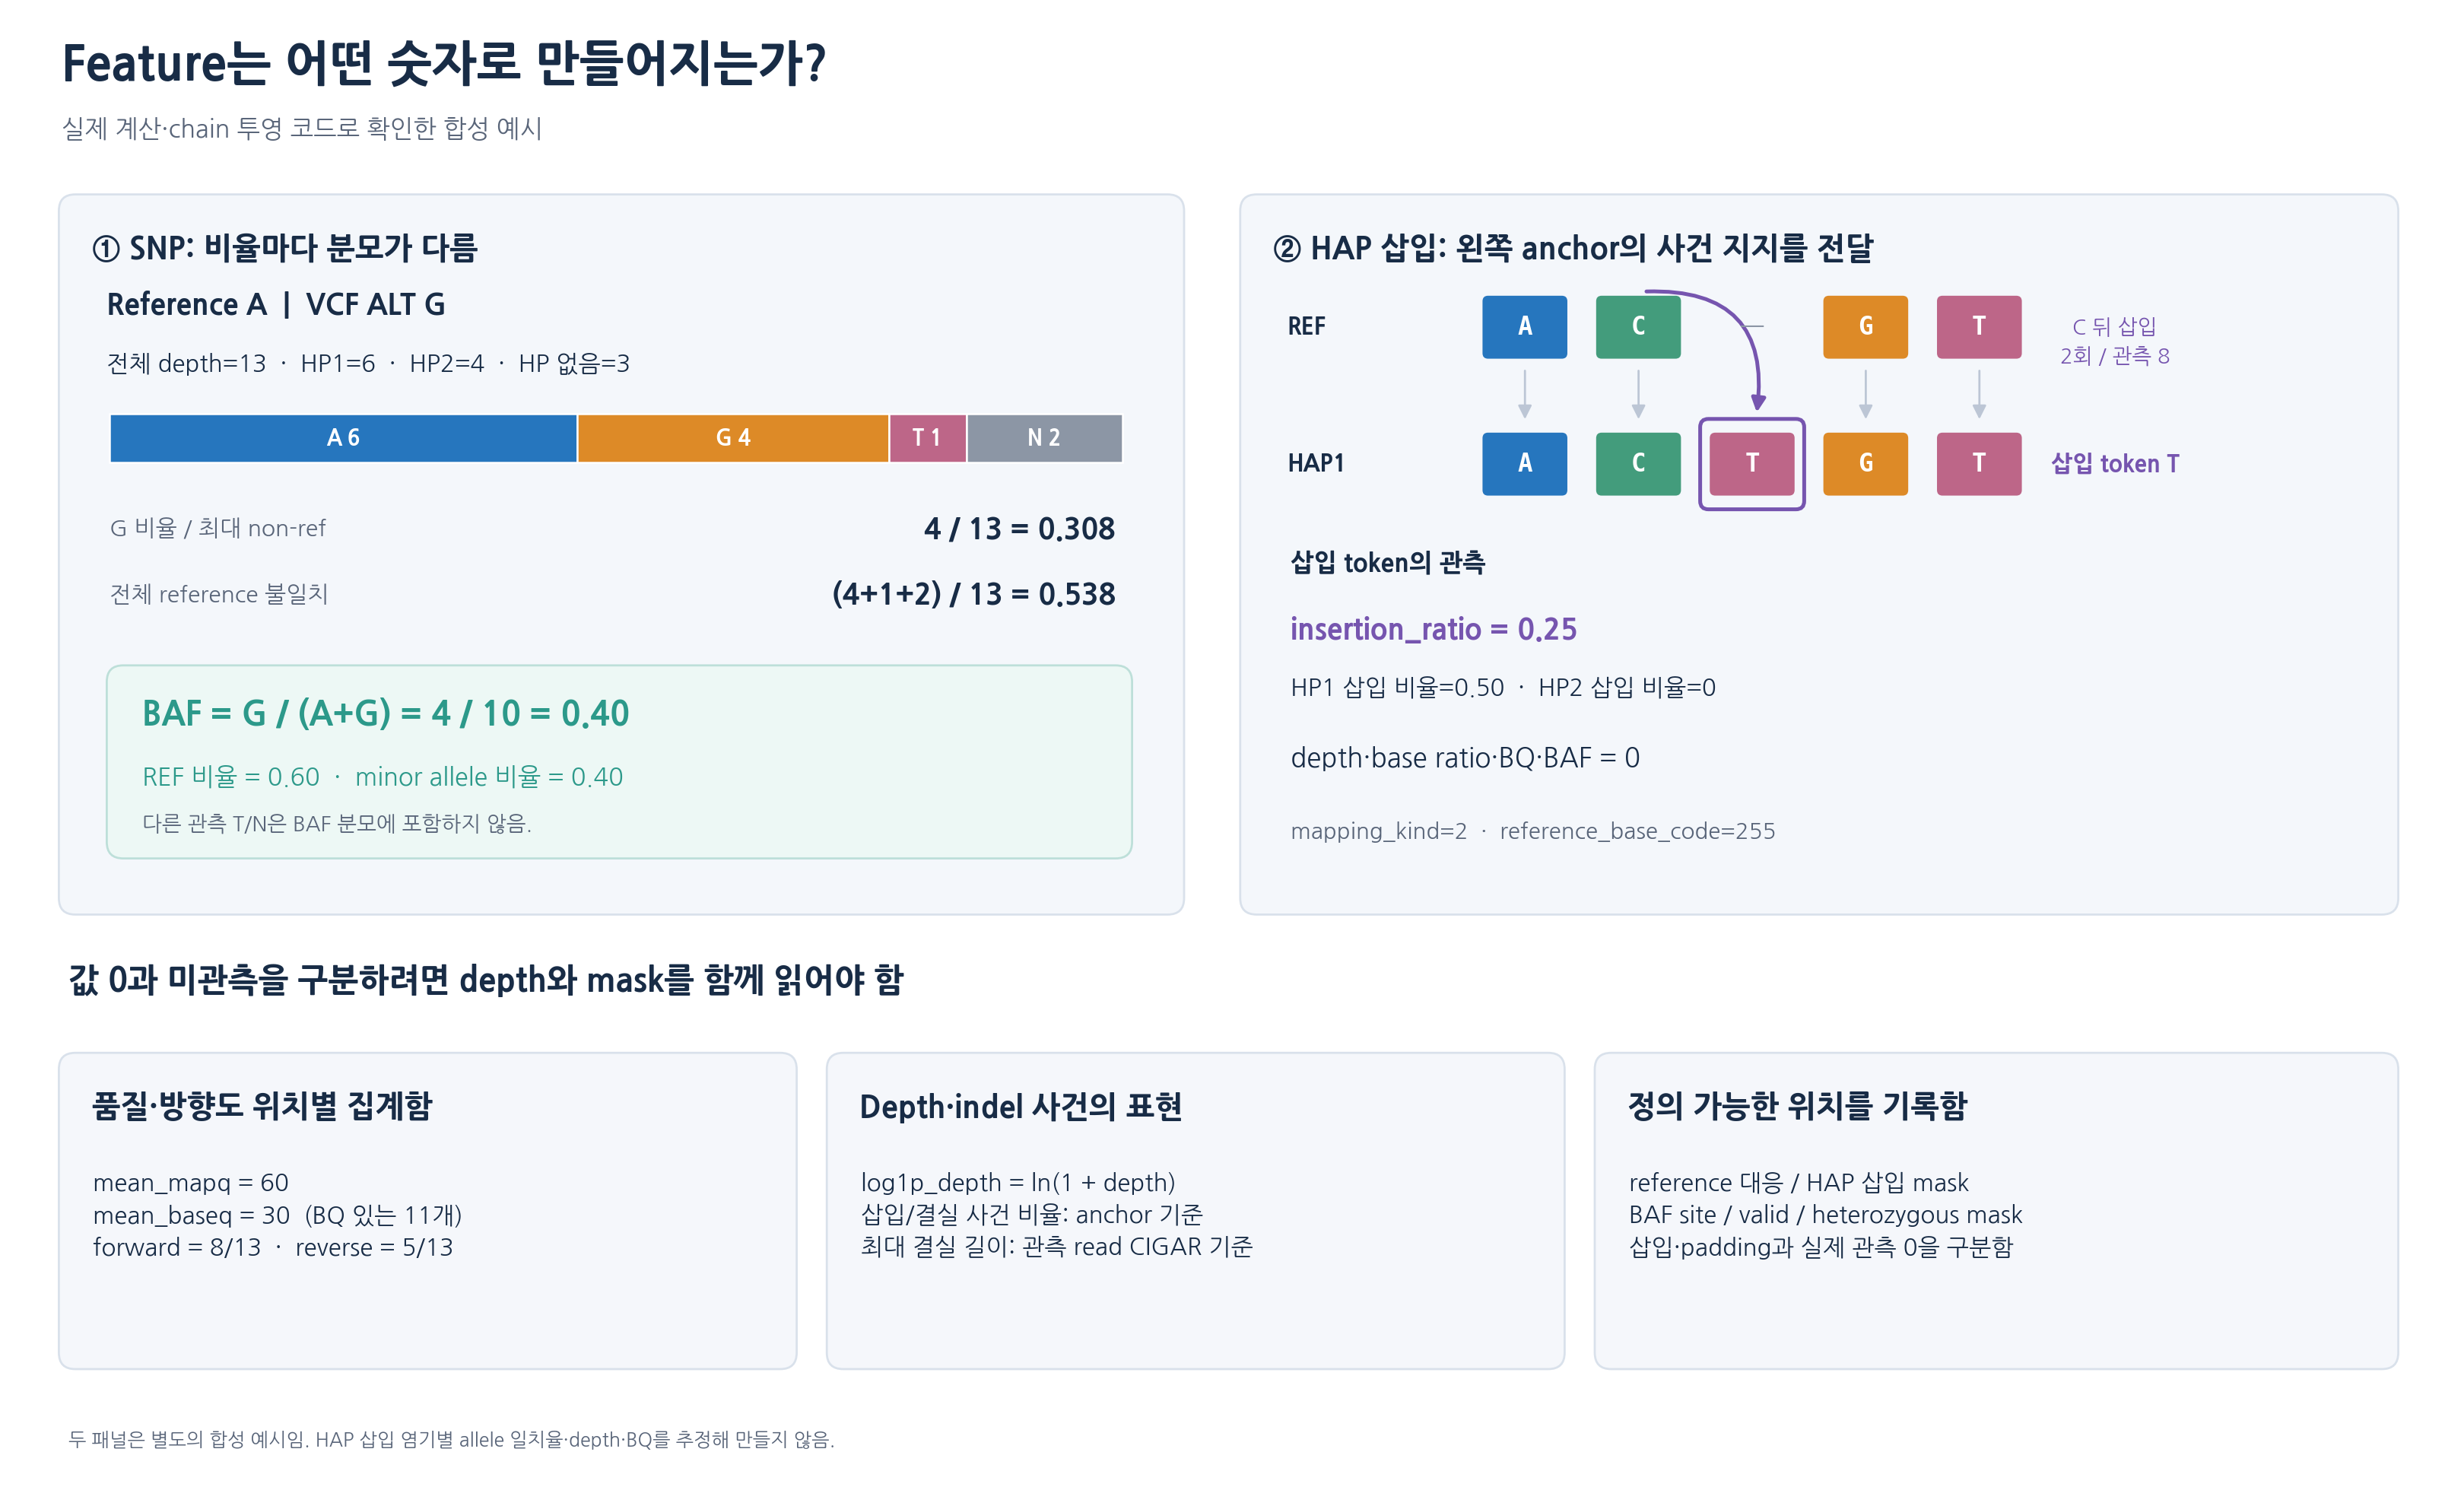 Feature는 어떤 숫자로 만들어지는가?
실제 계산·chain 투영 코드로 확인한 합성 예시
① SNP: 비율마다 분모가 다름
Reference A | VCF ALT G
전체 depth=13 · HP1=6 · HP2=4 · HP 없음=3
A 6 G 4 T 1 N 2
G 비율 / 최대 non-ref 4 / 13 = 0.308
전체 reference 불일치 (4+1+2) / 13 = 0.538
BAF = G / (A+G) = 4 / 10 = 0.40
REF 비율 = 0.60 · minor allele 비율 = 0.40
다른 관측 T/N은 BAF 분모에 포함하지 않음.
② HAP 삽입: 왼쪽 anchor의 사건 지지를 전달
REF A C — G T
C 뒤 삽입
2회 / 관측 8
HAP1 A C T G T 삽입 token T
삽입 token의 관측
insertion_ratio = 0.25
HP1 삽입 비율=0.50 · HP2 삽입 비율=0
depth·base ratio·BQ·BAF = 0
mapping_kind=2 · reference_base_code=255
값 0과 미관측을 구분하려면 depth와 mask를 함께 읽어야 함
품질·방향도 위치별 집계함
mean_mapq = 60
mean_baseq = 30 (BQ 있는 11개)
forward = 8/13 · reverse = 5/13
Depth·indel 사건의 표현
log1p_depth = ln(1 + depth)
삽입/결실 사건 비율: anchor 기준
최대 결실 길이: 관측 read CIGAR 기준
정의 가능한 위치를 기록함
reference 대응 / HAP 삽입 mask
BAF site / valid / heterozygous mask
삽입·padding과 실제 관측 0을 구분함
두 패널은 별도의 합성 예시임. HAP 삽입 염기별 allele 일치율·depth·BQ를 추정해 만들지 않음.